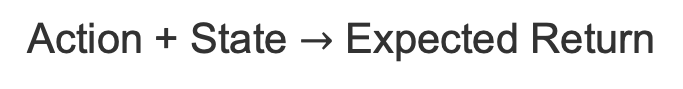 Action + State → Expected Return